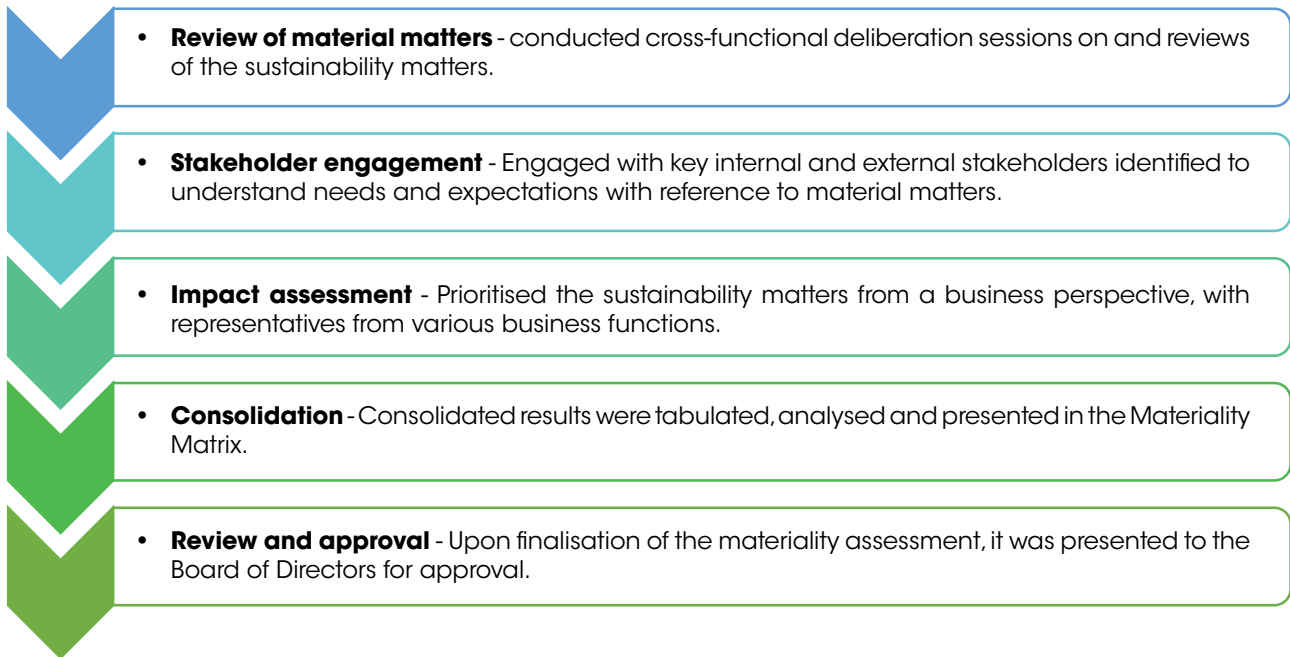 • Review of material matters - conducted cross-functional deliberation sessions on and reviews
of the sustainability matters.
• Stakeholder engagement - Engaged with key internal and external stakeholders identified to
understand needs and expectations with reference to material matters.
• Impact assessment - Prioritised the sustainability matters from a business perspective, with
representatives from various business functions.
• Consolidation - Consolidated results were tabulated, analysed and presented in the Materiality
Matrix.
• Review and approval - Upon finalisation of the materiality assessment, it was presented to the
Board of Directors for approval.